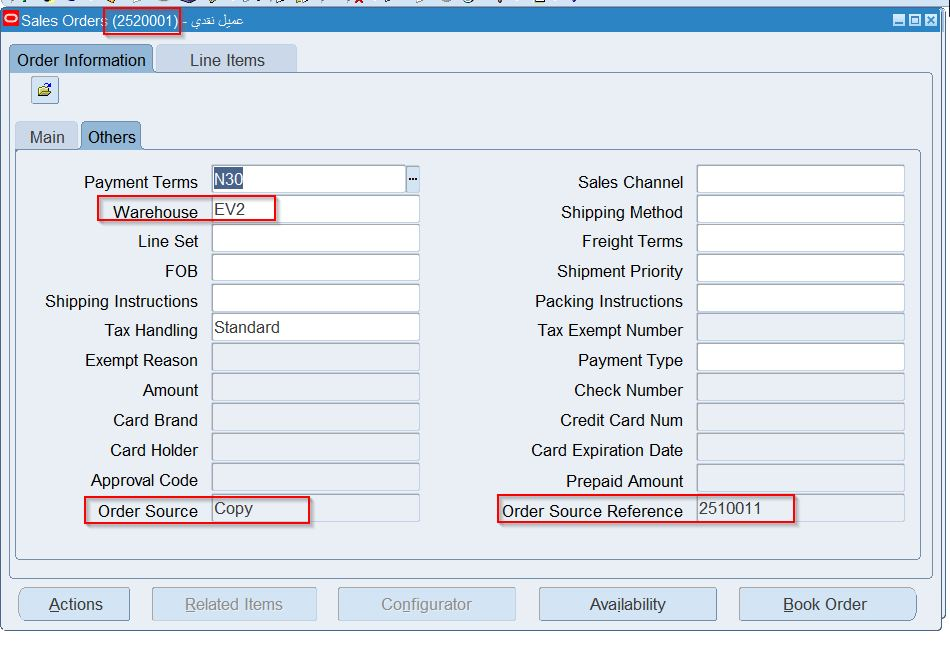 Sales Orders (2520001) - عميل نقدي
Order Information Line Items
Main Others
Payment Terms N30 Sales Channel
Warehouse EV2 Shipping Method
Line Set Freight Terms
FOB Shipment Priority
Shipping Instructions Packing Instructions
Tax Handling Standard Tax Exempt Number
Exempt Reason Payment Type
Amount Check Number
Card Brand Credit Card Num
Card Holder Card Expiration Date
Approval Code Prepaid Amount
Order Source Copy Order Source Reference 2510011
Actions Related Items Configurator Availability Book Order